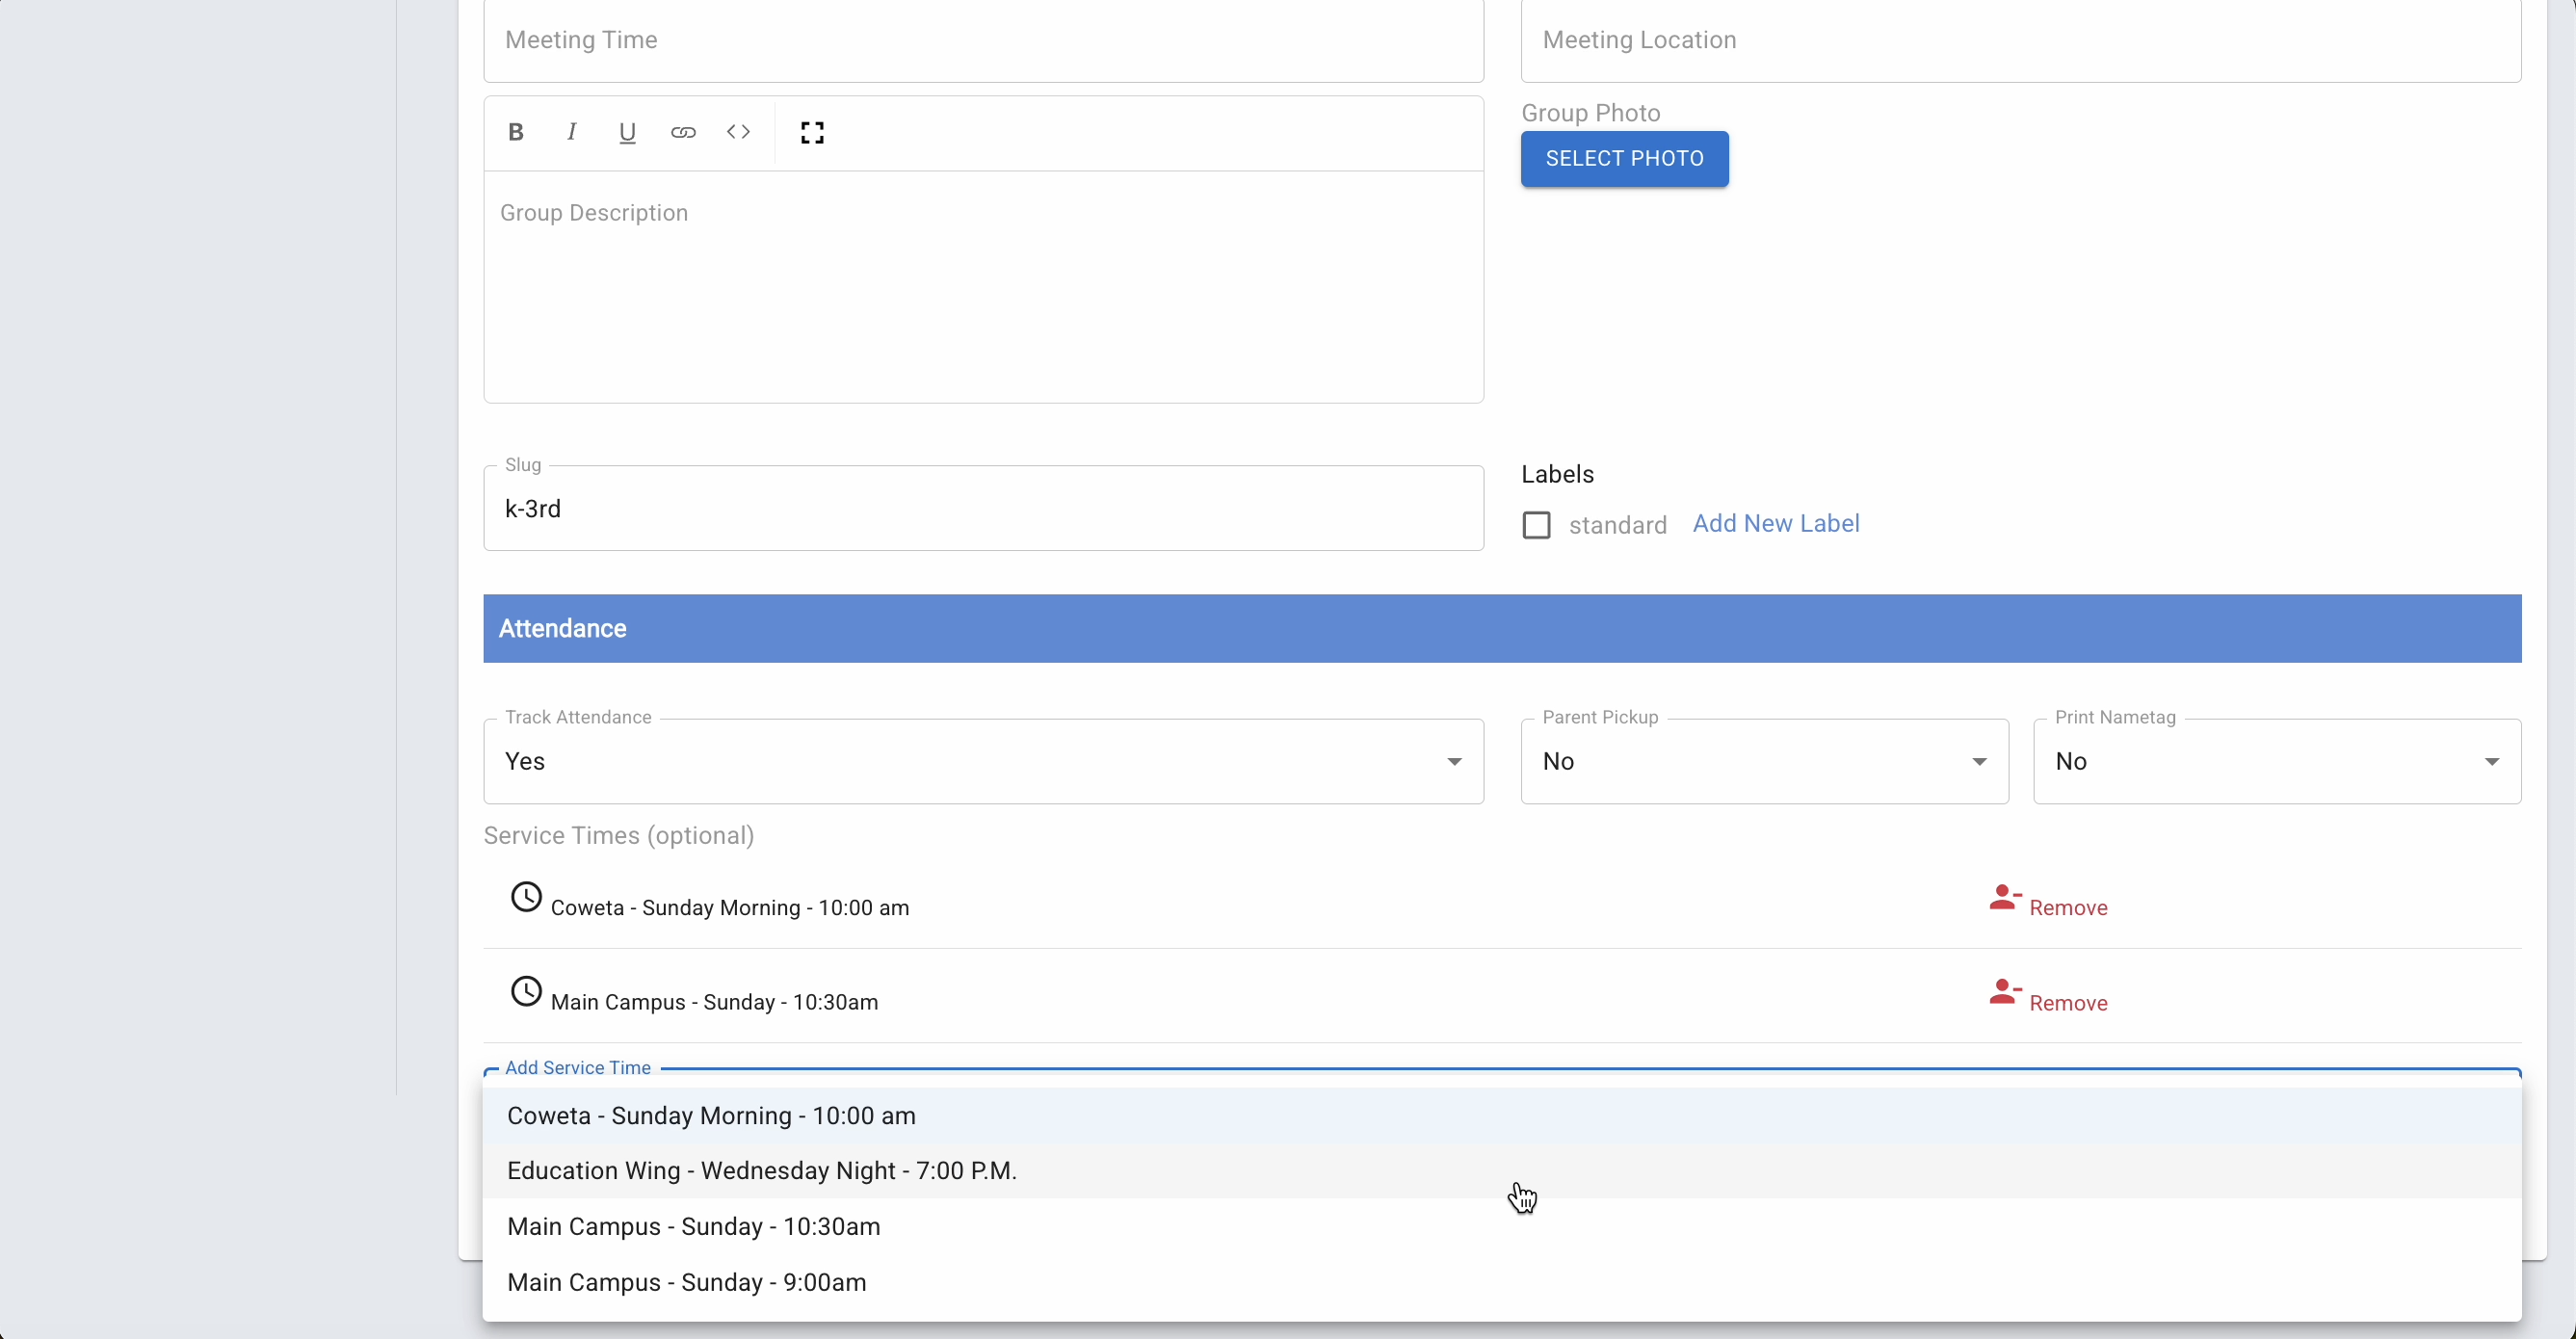 Meeting Time
Meeting Location
B I U <>
Group Photo
SELECT PHOTO
Group Description
Slug
k-3rd
Labels
standard Add New Label
Attendance
Track Attendance
Yes
Parent Pickup
No
Print Nametag
No
Service Times (optional)
Coweta - Sunday Morning - 10:00 am
Remove
Main Campus - Sunday - 10:30am
Remove
Add Service Time
Coweta - Sunday Morning - 10:00 am
Education Wing - Wednesday Night - 7:00 P.M.
Main Campus - Sunday - 10:30am
Main Campus - Sunday - 9:00am